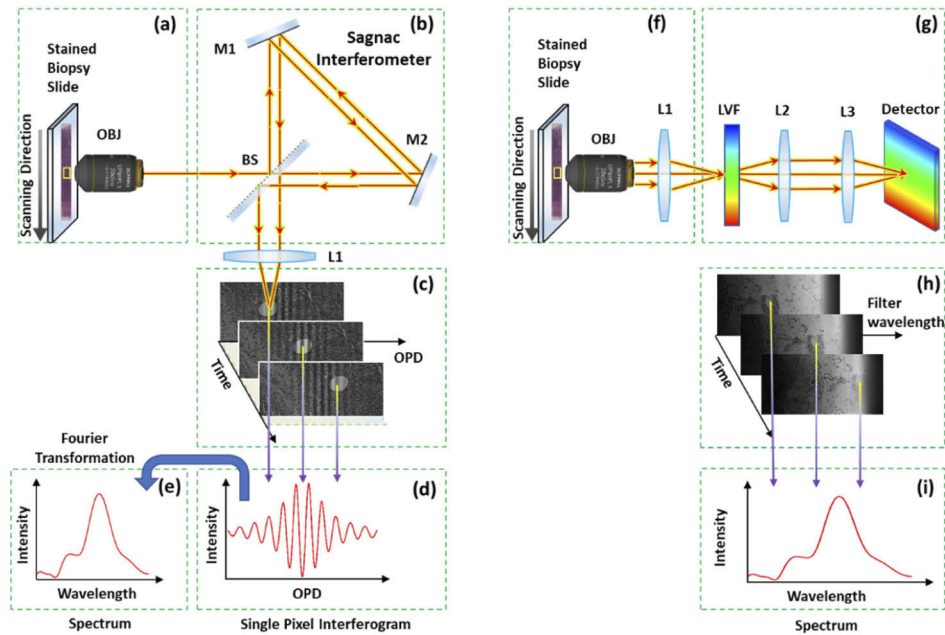 (a)
Stained
Biopsy
Slide
OBJ
Scanning Direction
(b)
M1
Sagnac
Interferometer
M2
BS
L1
(c)
OPD
Time
Fourier
Transformation
(e)
Intensity
Wavelength
Spectrum
(d)
Intensity
OPD
Single Pixel Interferogram
(f)
Stained
Biopsy
Slide
OBJ
L1
Scanning Direction
(g)
LVF
L2
L3
Detector
(h)
Filter
wavelength
Time
(i)
Intensity
Wavelength
Spectrum